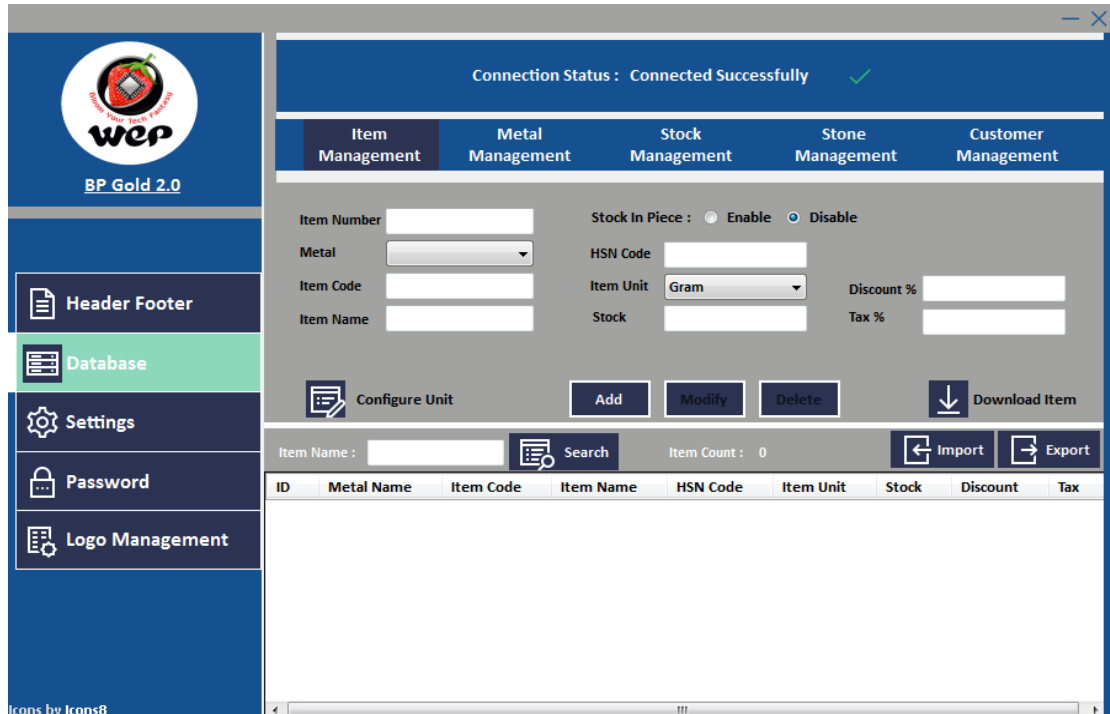 Bloom Your Tech Fantasy
wep
BP Gold 2.0
Header Footer
Database
Settings
Password
Logo Management
Icons by Icons8
Connection Status : Connected Successfully
Item Management
Metal Management
Stock Management
Stone Management
Customer Management
Item Number
Stock In Piece : Enable Disable
Metal
HSN Code
Item Code
Item Unit Gram
Discount %
Item Name
Stock
Tax %
Configure Unit
Add
Modify
Delete
Download Item
Item Name :
Search
Item Count : 0
Import
Export
ID Metal Name Item Code Item Name HSN Code Item Unit Stock Discount Tax